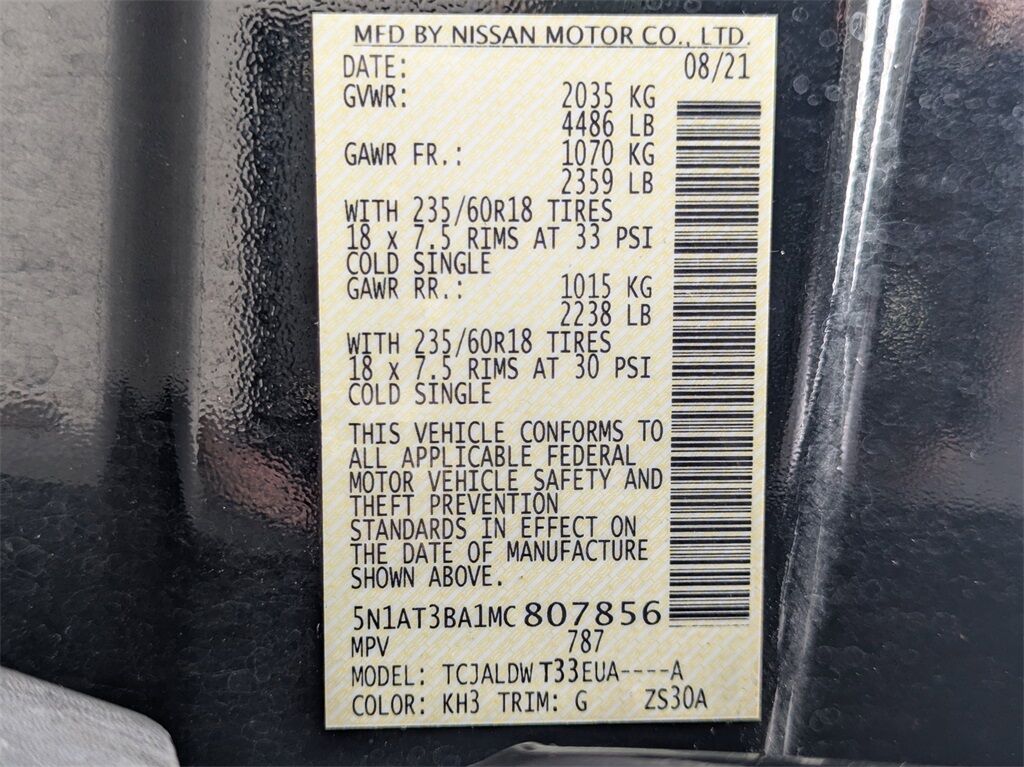 MFD BY NISSAN MOTOR CO., LTD.
DATE: 08/21
GVWR: 2035 KG
4486 LB
GAWR FR.: 1070 KG
2359 LB
WITH 235/60R18 TIRES
18 x 7.5 RIMS AT 33 PSI
COLD SINGLE
GAWR RR.: 1015 KG
2238 LB
WITH 235/60R18 TIRES
18 x 7.5 RIMS AT 30 PSI
COLD SINGLE
THIS VEHICLE CONFORMS TO
ALL APPLICABLE FEDERAL
MOTOR VEHICLE SAFETY AND
THEFT PREVENTION
STANDARDS IN EFFECT ON
THE DATE OF MANUFACTURE
SHOWN ABOVE.
5N1AT3BA1MC 807856
MPV 787
MODEL: TCJALDW T33EUA----A
COLOR: KH3 TRIM: G ZS30A